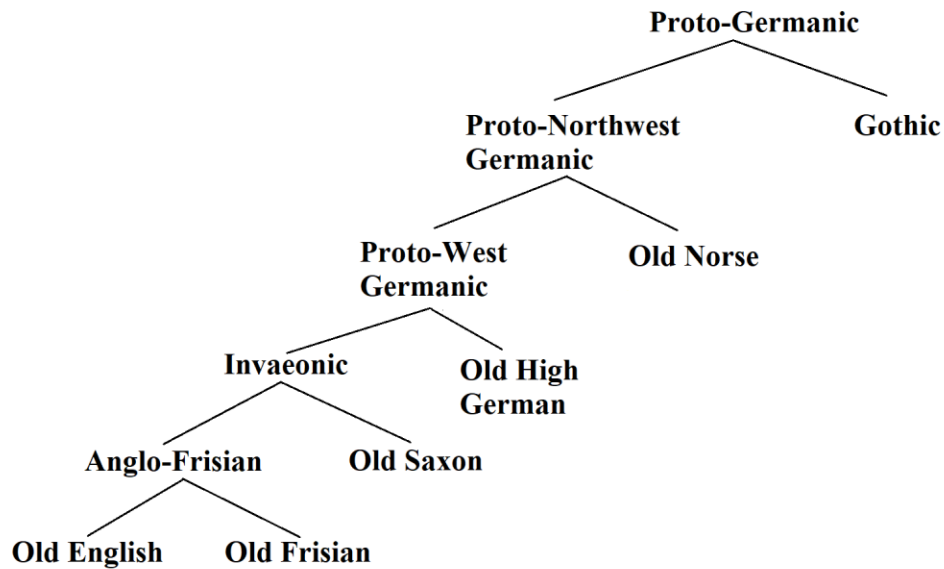 Proto-Germanic
Proto-Northwest
Germanic
Gothic
Proto-West
Germanic
Old Norse
Invaeonic
Old High
German
Anglo-Frisian
Old Saxon
Old English
Old Frisian